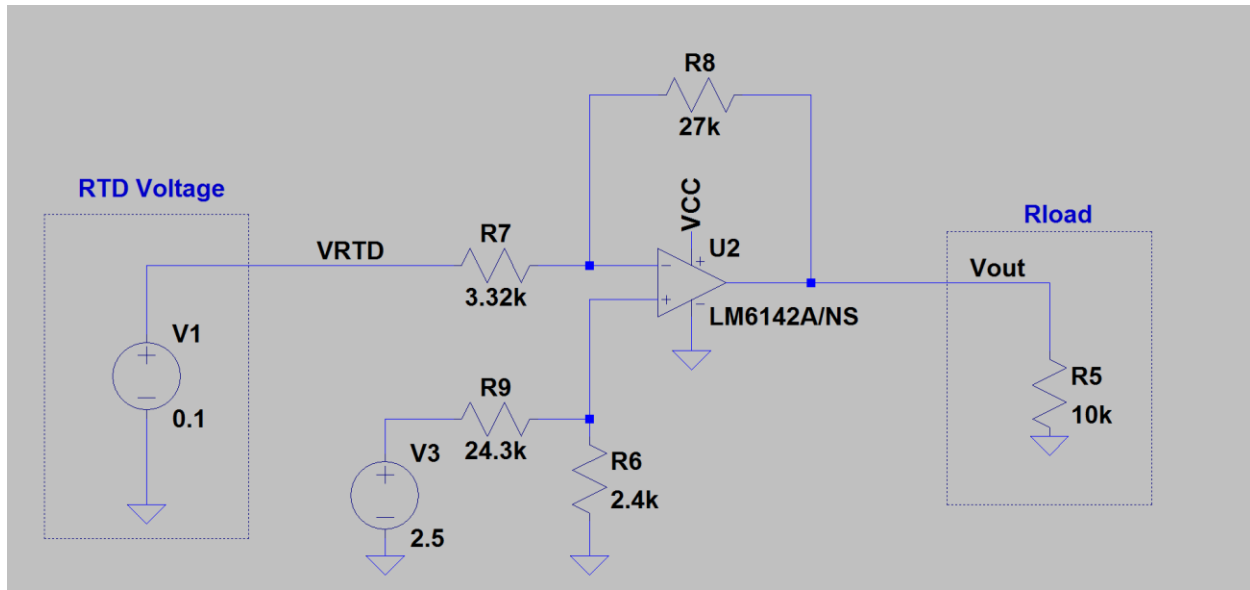 R8
27k
RTD Voltage
VRTD
R7
3.32k
VCC
U2
LM6142A/NS
Rload
Vout
V1
0.1
R9
24.3k
V3
2.5
R6
2.4k
R5
10k